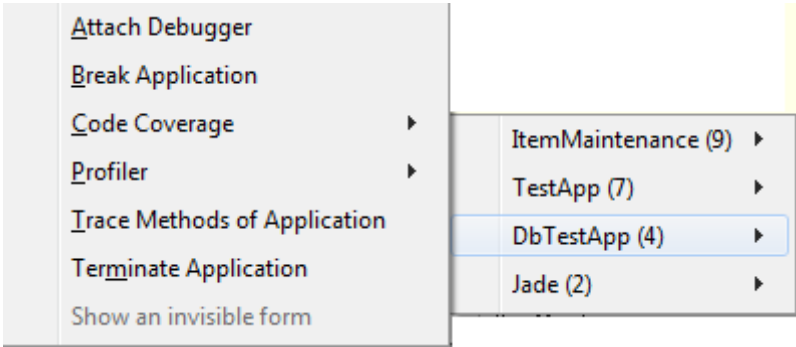 Attach Debugger
Break Application
Code Coverage
Profiler
Trace Methods of Application
Terminate Application
Show an invisible form
ItemMaintenance (9)
TestApp (7)
DbTestApp (4)
Jade (2)